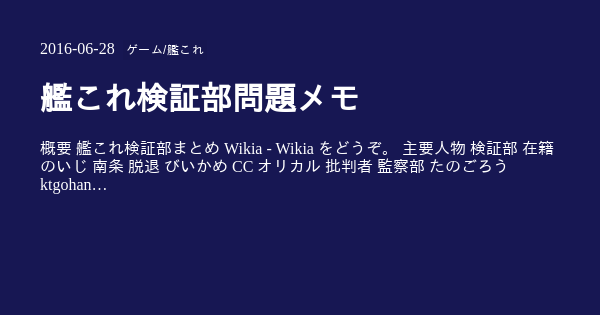 2016-06-28 ゲーム/艦これ
艦これ検証部問題メモ
概要 艦これ検証部まとめ Wikia - Wikia をどうぞ。 主要人物 検証部 在籍
のいじ 南条 脱退 びいかめ CC オリカル 批判者 監察部 たのごろう
ktgohan…